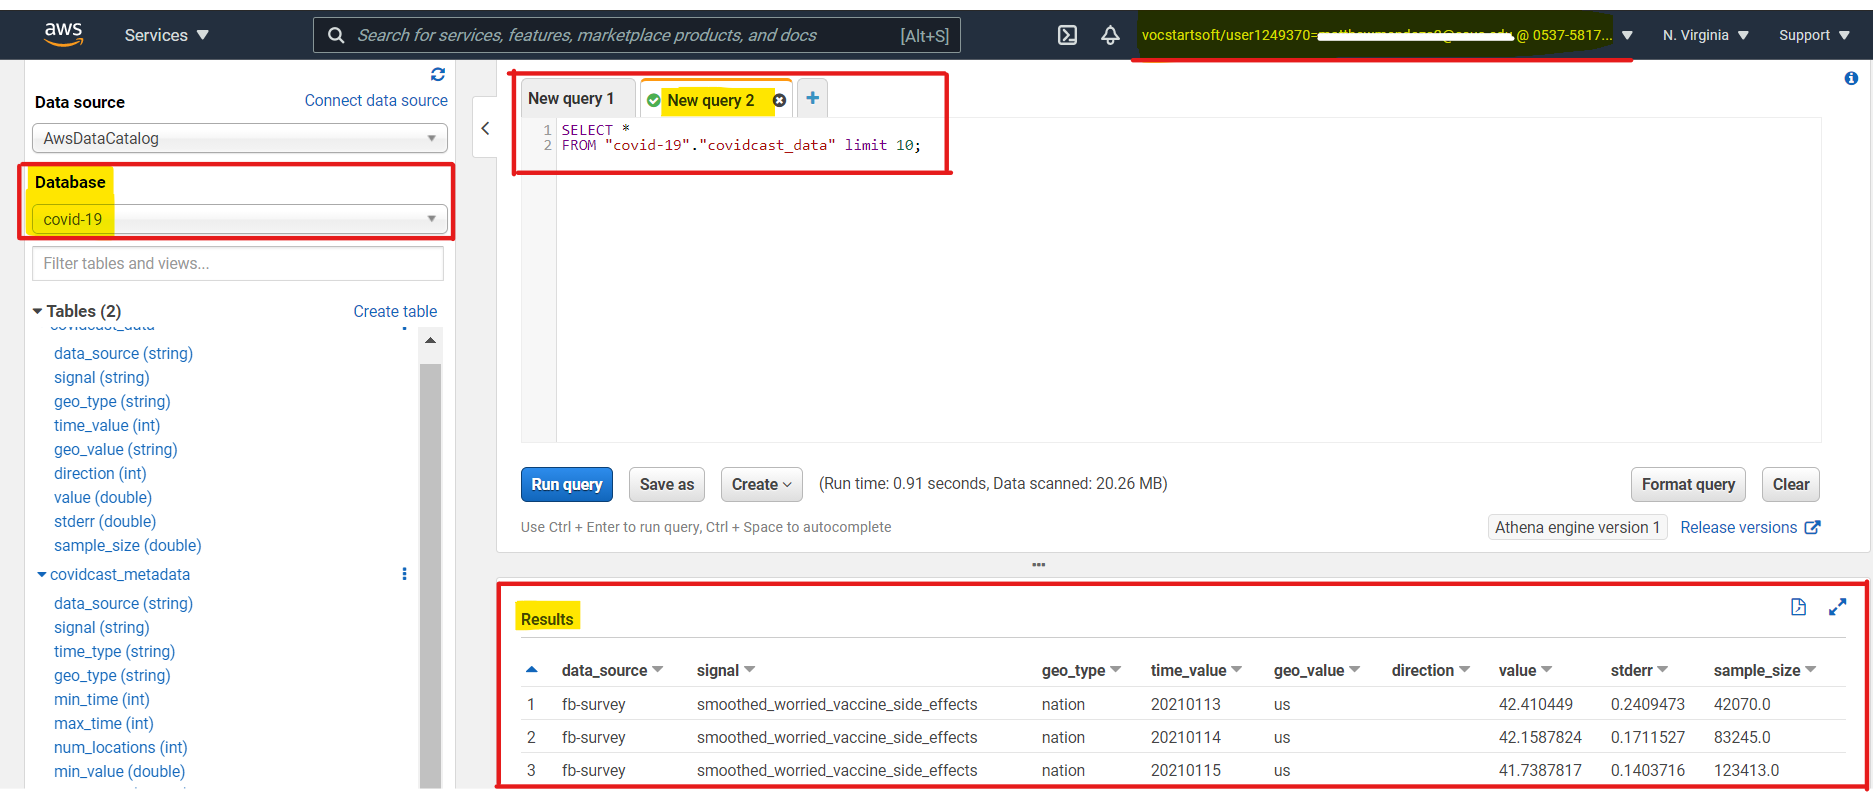 aws Services Search for services, features, marketplace products, and docs [Alt+S] vocstartsoft/user1249370= @ 0537-5817... N. Virginia Support
Data source Connect data source
AwsDataCatalog
Database
covid-19
Filter tables and views...
Tables (2) Create table
covidcast_data
data_source (string)
signal (string)
geo_type (string)
time_value (int)
geo_value (string)
direction (int)
value (double)
stderr (double)
sample_size (double)
covidcast_metadata
data_source (string)
signal (string)
time_type (string)
geo_type (string)
min_time (int)
max_time (int)
num_locations (int)
min_value (double)
New query 1 New query 2
1 SELECT *
2 FROM "covid-19"."covidcast_data" limit 10;
Run query Save as Create (Run time: 0.91 seconds, Data scanned: 20.26 MB) Format query Clear
Use Ctrl + Enter to run query, Ctrl + Space to autocomplete Athena engine version 1 Release versions
Results
data_source signal geo_type time_value geo_value direction value stderr sample_size
1 fb-survey smoothed_worried_vaccine_side_effects nation 20210113 us 42.410449 0.2409473 42070.0
2 fb-survey smoothed_worried_vaccine_side_effects nation 20210114 us 42.1587824 0.1711527 83245.0
3 fb-survey smoothed_worried_vaccine_side_effects nation 20210115 us 41.7387817 0.1403716 123413.0